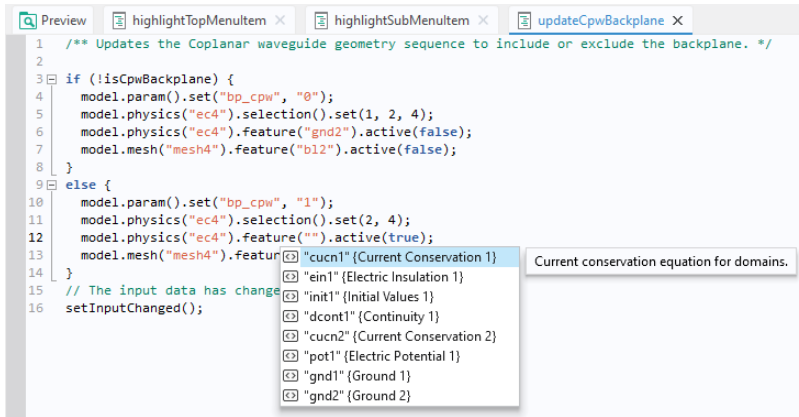 Preview highlightTopMenuItem highlightSubMenuItem updateCpwBackplane
1 /** Updates the Coplanar waveguide geometry sequence to include or exclude the backplane. */
2
3 if (!isCpwBackplane) {
4 model.param().set("bp_cpw", "0");
5 model.physics("ec4").selection().set(1, 2, 4);
6 model.physics("ec4").feature("gnd2").active(false);
7 model.mesh("mesh4").feature("bl2").active(false);
8 }
9 else {
10 model.param().set("bp_cpw", "1");
11 model.physics("ec4").selection().set(2, 4);
12 model.physics("ec4").feature("").active(true);
13 model.mesh("mesh4").featur
14 }
15 // The input data has change
16 setInputChanged();
"cucn1" {Current Conservation 1}
"ein1" {Electric Insulation 1}
"init1" {Initial Values 1}
"dcont1" {Continuity 1}
"cucn2" {Current Conservation 2}
"pot1" {Electric Potential 1}
"gnd1" {Ground 1}
"gnd2" {Ground 2}
Current conservation equation for domains.